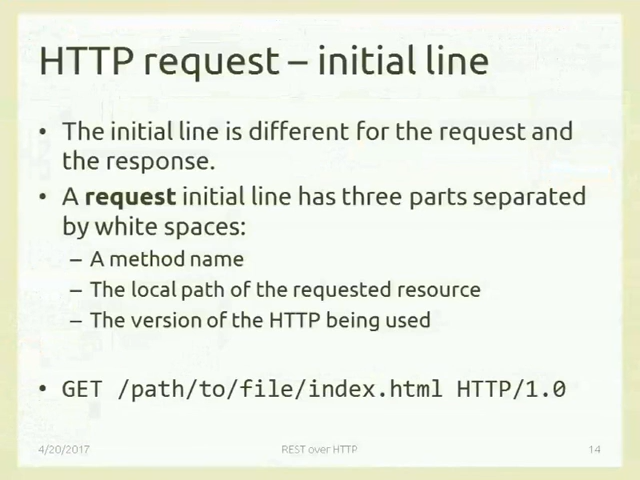 HTTP request – initial line
• The initial line is different for the request and
the response.
• A request initial line has three parts separated
by white spaces:
– A method name
– The local path of the requested resource
– The version of the HTTP being used
• GET /path/to/file/index.html HTTP/1.0
4/20/2017 REST over HTTP 14